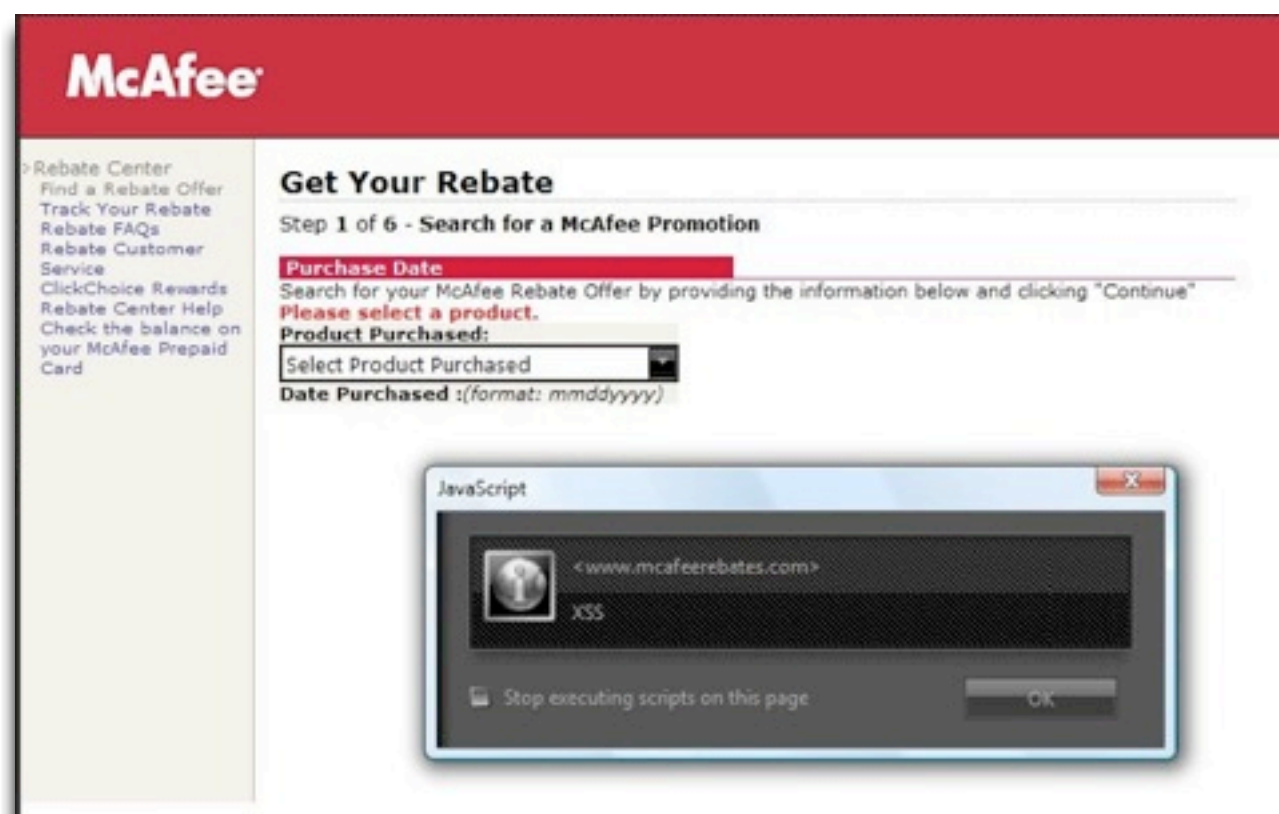 McAfee
>Rebate Center
Find a Rebate Offer
Track Your Rebate
Rebate FAQs
Rebate Customer
Service
ClickChoice Rewards
Rebate Center Help
Check the balance on
your McAfee Prepaid
Card
Get Your Rebate
Step 1 of 6 - Search for a McAfee Promotion
Purchase Date
Search for your McAfee Rebate Offer by providing the information below and clicking "Continue"
Please select a product.
Product Purchased:
Select Product Purchased
Date Purchased :(format: mmddyyyy)
JavaScript
<www.mcafeerebates.com>
XSS
Stop executing scripts on this page
OK